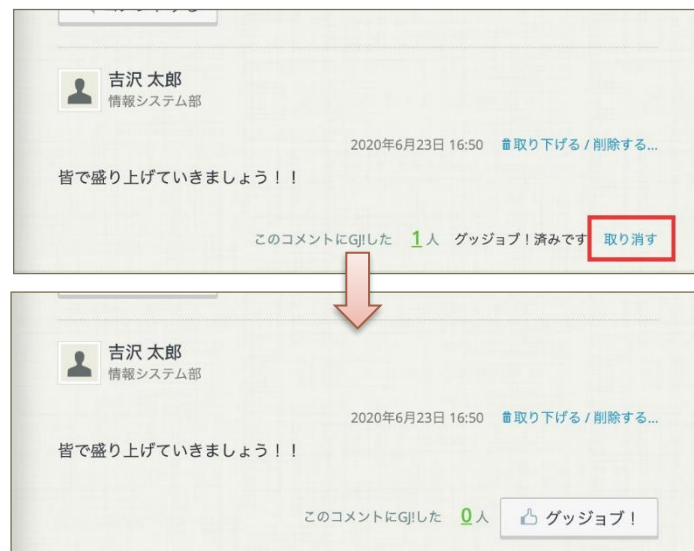 吉沢 太郎
情報システム部
2020年6月23日 16:50 取り下げる / 削除する...
皆で盛り上げていきましょう！！
このコメントにGJ!した 1人 グッジョブ！済みです 取り消す
吉沢 太郎
情報システム部
2020年6月23日 16:50 取り下げる / 削除する...
皆で盛り上げていきましょう！！
このコメントにGJ!した 0人 グッジョブ！